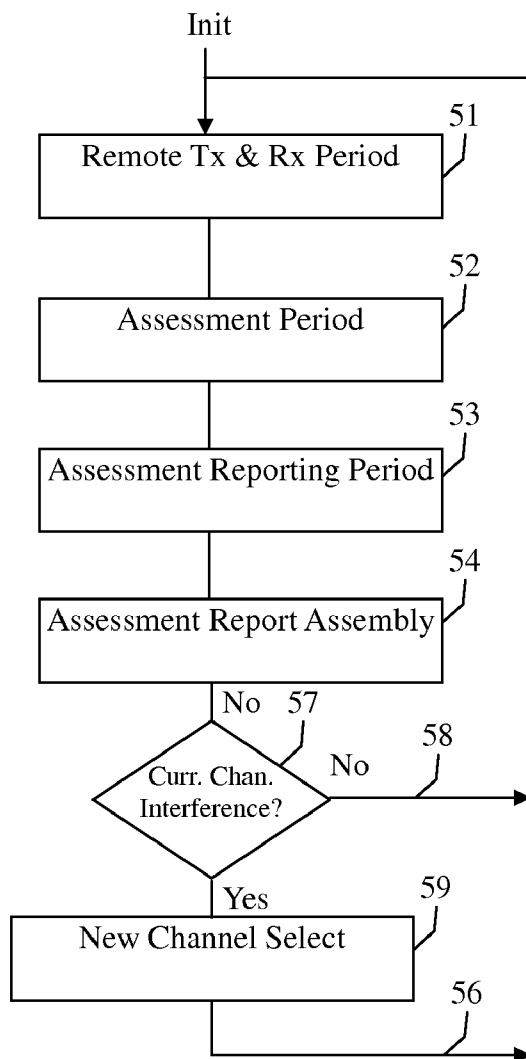 Init
51
Remote Tx & Rx Period
52
Assessment Period
53
Assessment Reporting Period
54
Assessment Report Assembly
No
57
58
Curr. Chan.
No
Interference?
Yes
59
New Channel Select
56